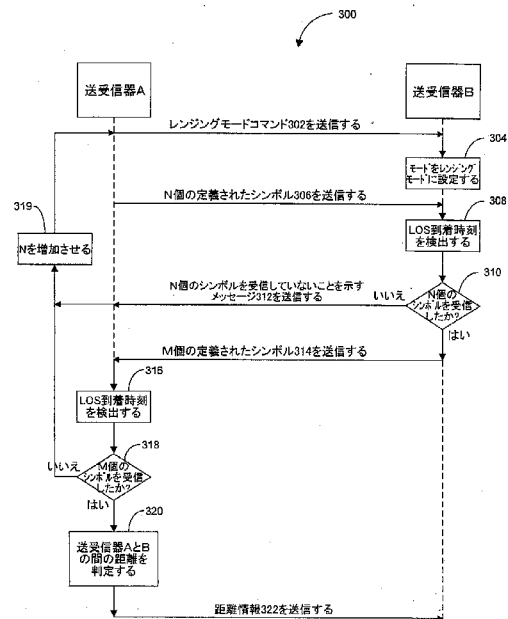 300
送受信器A
送受信器B
レンジングモードコマンド302を送信する
304
モードをレンジング
モードに設定する
N個の定義されたシンボル306を送信する
308
319
LOS到着時刻
を検出する
Nを増加させる
310
N個のシンボルを受信していないことを示す
メッセージ312を送信する
いいえ
N個の
シンボルを受信
したか?
はい
M個の定義されたシンボル314を送信する
316
LOS到着時刻
を検出する
318
いいえ
M個の
シンボルを受信
したか?
はい
320
送受信器AとB
の間の距離を
判定する
距離情報322を送信する